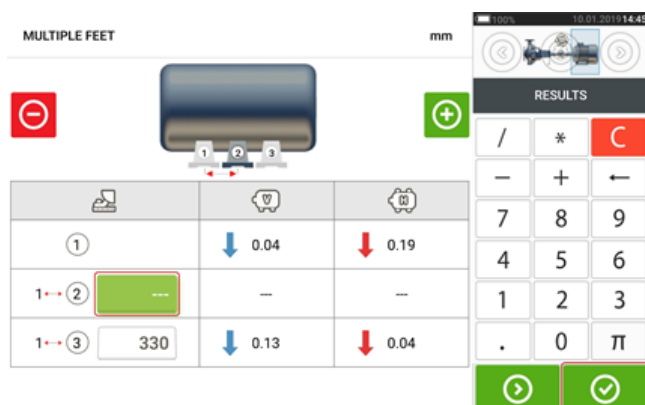 MULTIPLE FEET mm
100% 10.01.2019 14:45
RESULTS
1 2 3
V H
1 0.04 0.19
1↔2 --- --- ---
1↔3 330 0.13 0.04
/ * C
− + ←
7 8 9
4 5 6
1 2 3
. 0 π